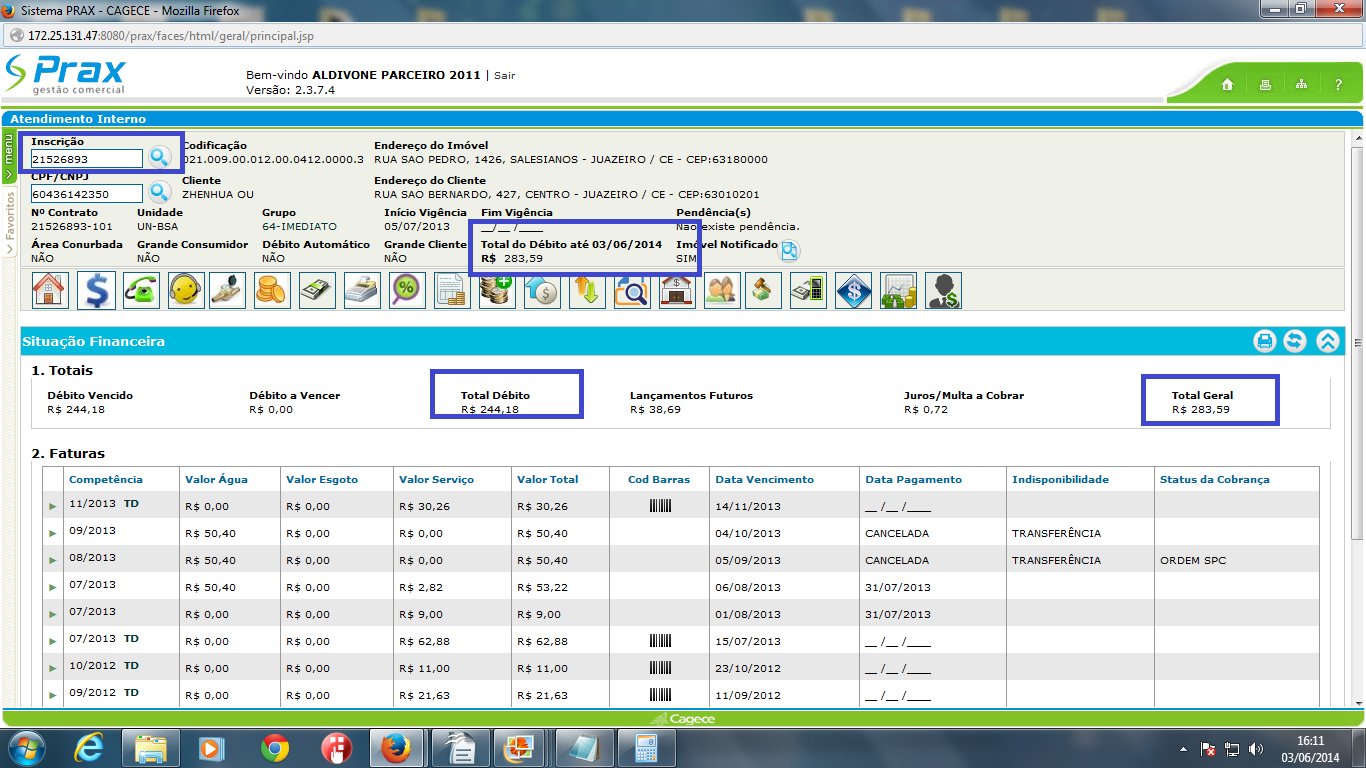 Sistema PRAX - CAGECE - Mozilla Firefox
172.25.131.47:8080/prax/faces/html/geral/principal.jsp
Prax
gestão comercial
Bem-vindo ALDIVONE PARCEIRO 2011 | Sair
Versão: 2.3.7.4
?
Atendimento Interno
menu
Favoritos
Inscrição Codificação Endereço do Imóvel
21526893 021.009.00.012.00.0412.0000.3 RUA SAO PEDRO, 1426, SALESIANOS - JUAZEIRO / CE - CEP:63180000
CPF/CNPJ Cliente Endereço do Cliente
60436142350 ZHENHUA OU RUA SAO BERNARDO, 427, CENTRO - JUAZEIRO / CE - CEP:63010201
Nº Contrato Unidade Grupo Início Vigência Fim Vigência Pendência(s)
21526893-101 UN-BSA 64-IMEDIATO 05/07/2013 __/__ /____ Não existe pendência.
Área Conurbada Grande Consumidor Débito Automático Grande Cliente Total do Débito até 03/06/2014 Imóvel Notificado
NÃO NÃO NÃO NÃO R$ 283,59 SIM
Situação Financeira
1. Totais
Débito Vencido Débito a Vencer Total Débito Lançamentos Futuros Juros/Multa a Cobrar Total Geral
R$ 244,18 R$ 0,00 R$ 244,18 R$ 38,69 R$ 0,72 R$ 283,59
2. Faturas
Competência Valor Água Valor Esgoto Valor Serviço Valor Total Cod Barras Data Vencimento Data Pagamento Indisponibilidade Status da Cobrança
11/2013 TD R$ 0,00 R$ 0,00 R$ 30,26 R$ 30,26 14/11/2013 __ /__ /____
09/2013 R$ 50,40 R$ 0,00 R$ 0,00 R$ 50,40 04/10/2013 CANCELADA TRANSFERÊNCIA
08/2013 R$ 50,40 R$ 0,00 R$ 0,00 R$ 50,40 05/09/2013 CANCELADA TRANSFERÊNCIA ORDEM SPC
07/2013 R$ 50,40 R$ 0,00 R$ 2,82 R$ 53,22 06/08/2013 31/07/2013
07/2013 R$ 0,00 R$ 0,00 R$ 9,00 R$ 9,00 01/08/2013 31/07/2013
07/2013 TD R$ 0,00 R$ 0,00 R$ 62,88 R$ 62,88 15/07/2013 __ /__ /____
10/2012 TD R$ 0,00 R$ 0,00 R$ 11,00 R$ 11,00 23/10/2012 __ /__ /____
09/2012 TD R$ 0,00 R$ 0,00 R$ 21,63 R$ 21,63 11/09/2012 __ /__ /____
Cagece
16:11
03/06/2014